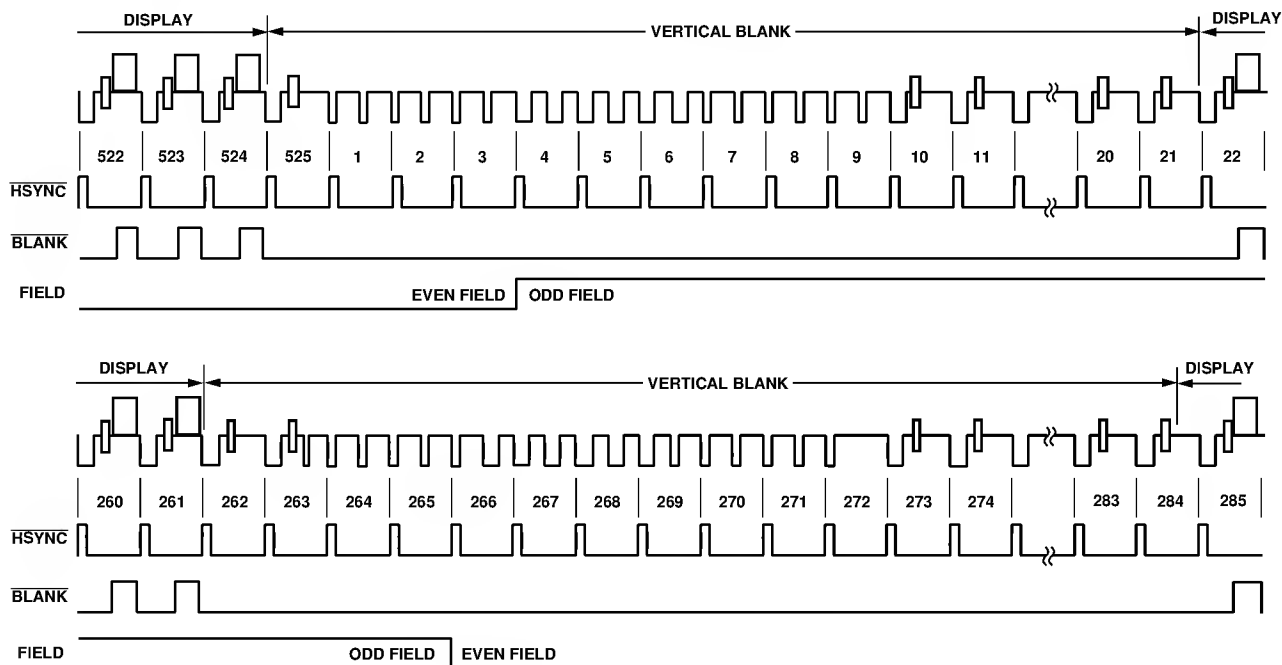 DISPLAY VERTICAL BLANK DISPLAY
522 523 524 525 1 2 3 4 5 6 7 8 9 10 11 20 21 22
HSYNC
BLANK
FIELD EVEN FIELD ODD FIELD
DISPLAY VERTICAL BLANK DISPLAY
260 261 262 263 264 265 266 267 268 269 270 271 272 273 274 283 284 285
HSYNC
BLANK
FIELD ODD FIELD EVEN FIELD